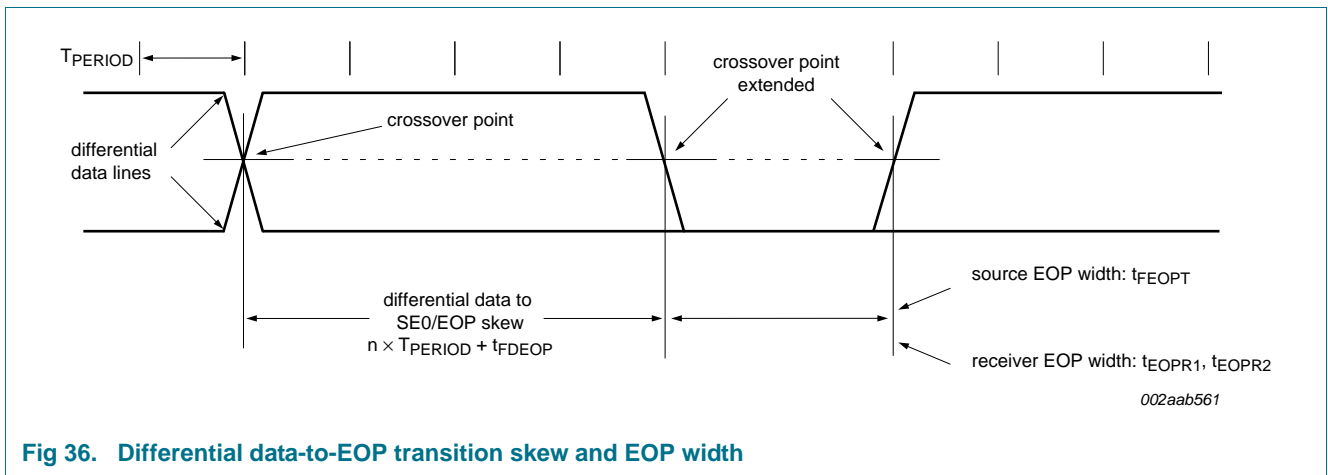 TPERIOD
crossover point
extended
crossover point
differential
data lines
source EOP width: tFEOPT
differential data to
SE0/EOP skew
n × TPERIOD + tFDEOP
receiver EOP width: tEOPR1, tEOPR2
002aab561
Fig 36. Differential data-to-EOP transition skew and EOP width